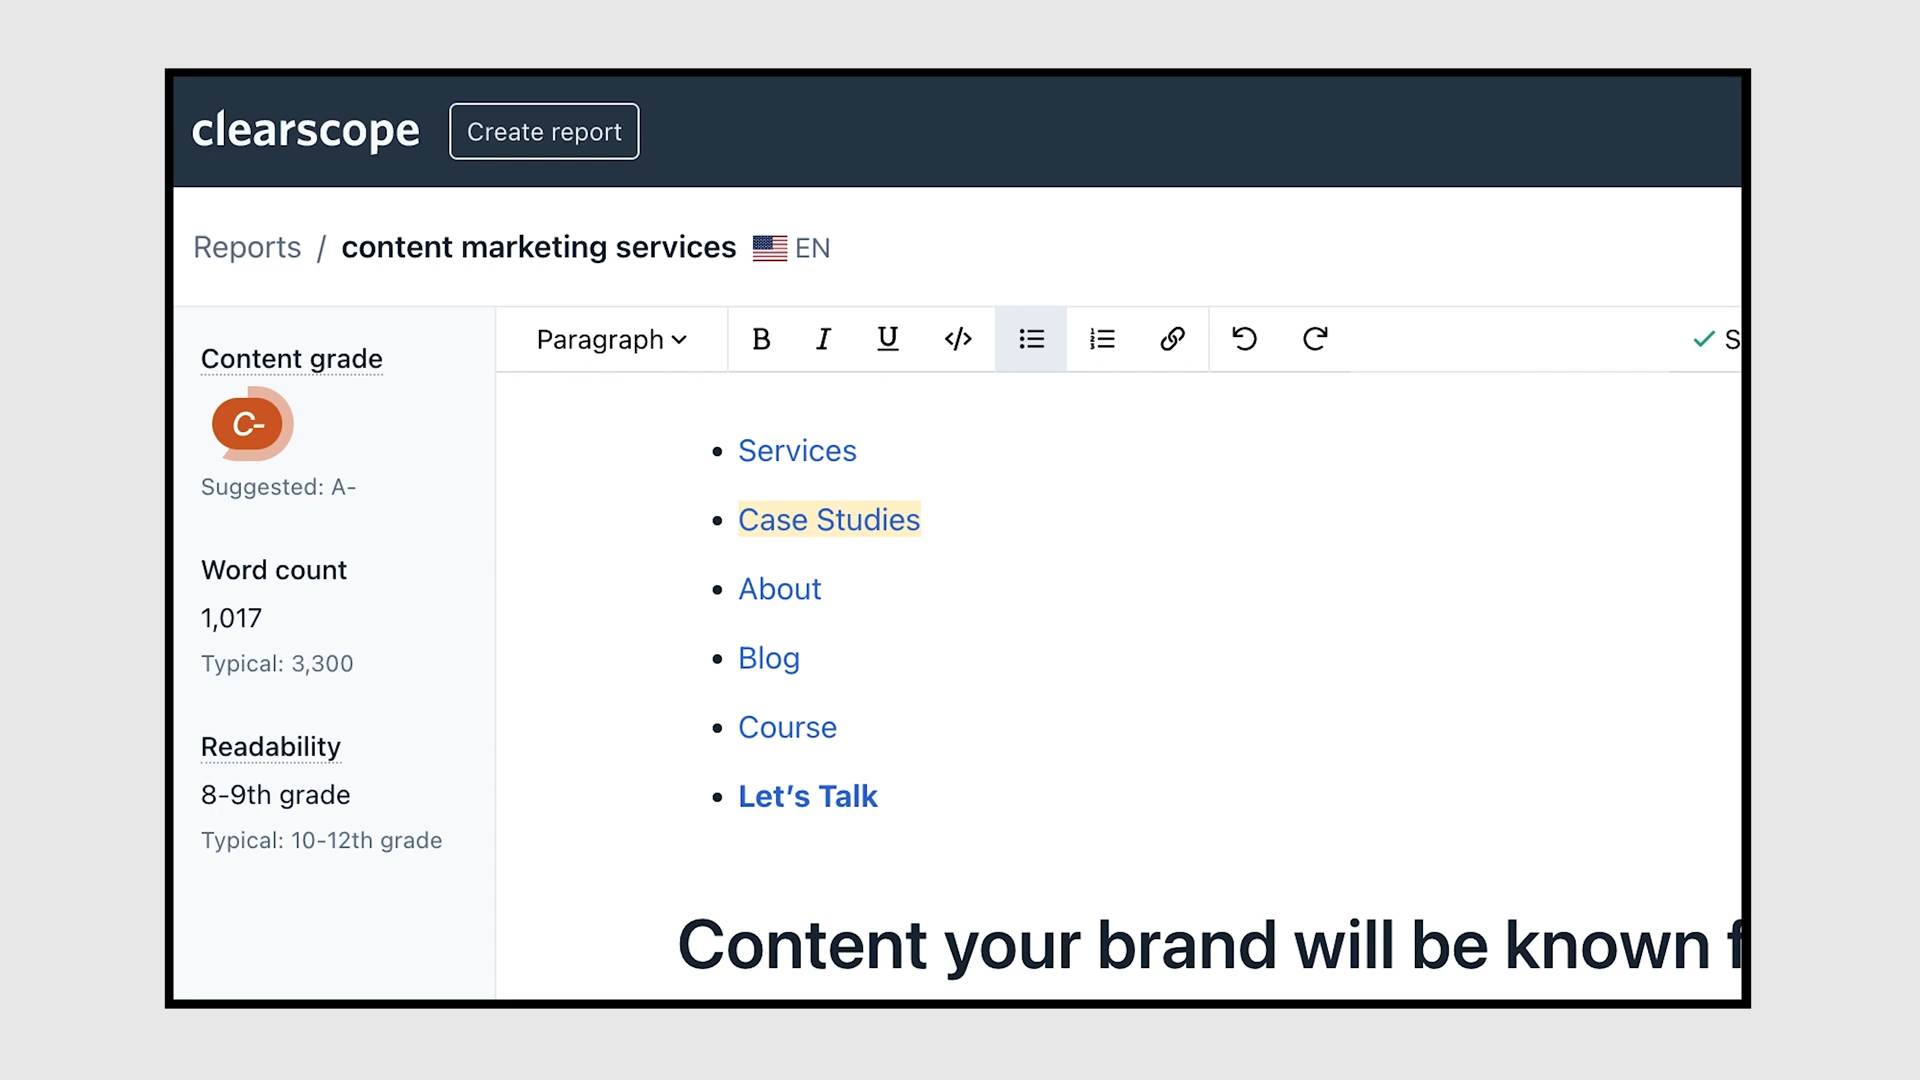 clearscope
Create report
Reports / content marketing services EN
Paragraph B I U </> S
Content grade
C-
Suggested: A-
Word count
1,017
Typical: 3,300
Readability
8-9th grade
Typical: 10-12th grade
Services
Case Studies
About
Blog
Course
Let’s Talk
Content your brand will be known f